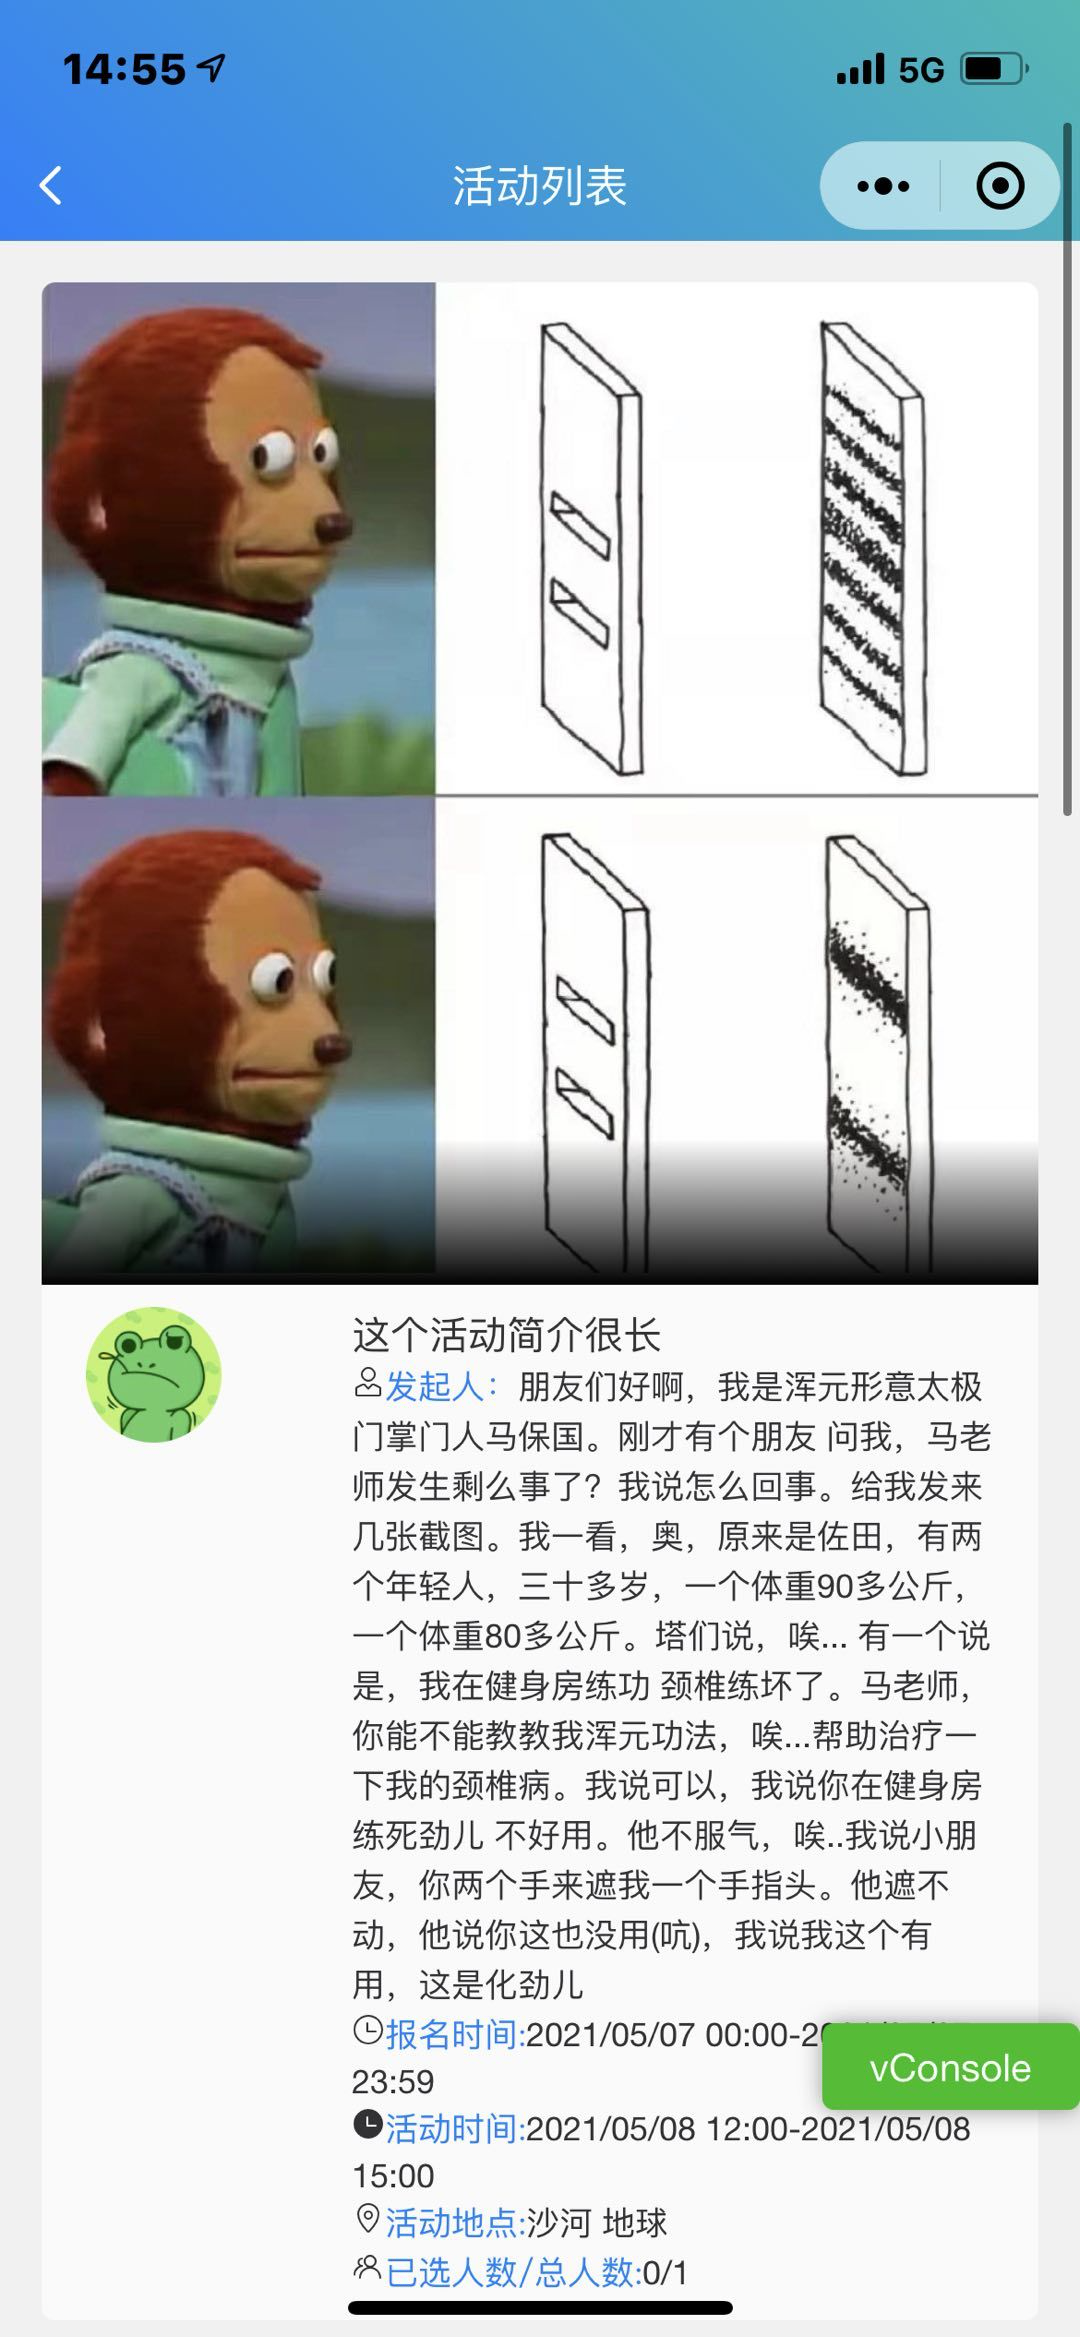 14:55
5G
活动列表
这个活动简介很长
发起人：朋友们好啊，我是浑元形意太极
门掌门人马保国。刚才有个朋友 问我，马老
师发生剩么事了？我说怎么回事。给我发来
几张截图。我一看，奥，原来是佐田，有两
个年轻人，三十多岁，一个体重90多公斤，
一个体重80多公斤。塔们说，唉... 有一个说
是，我在健身房练功 颈椎练坏了。马老师，
你能不能教教我浑元功法，唉...帮助治疗一
下我的颈椎病。我说可以，我说你在健身房
练死劲儿 不好用。他不服气，唉..我说小朋
友，你两个手来遮我一个手指头。他遮不
动，他说你这也没用(吭)，我说我这个有
用，这是化劲儿
报名时间:2021/05/07 00:00-2
23:59
vConsole
活动时间:2021/05/08 12:00-2021/05/08
15:00
活动地点:沙河 地球
已选人数/总人数:0/1